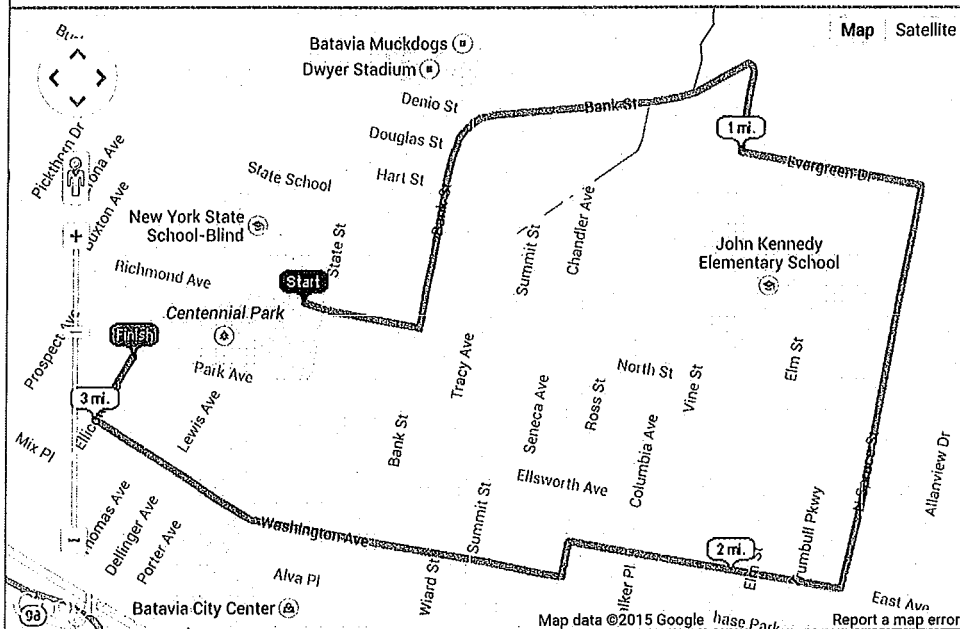 Map
Satellite
Batavia Muckdogs
Dwyer Stadium
Denio St
Bank St
1 mi.
Douglas St
Pickthorn Dr
State School
Hart St
Evergreen Dr
Bank St
New York State
School-Blind
State St
Summit St
Chandler Ave
John Kennedy
Elementary School
Richmond Ave
Start
Centennial Park
Finish
Park Ave
Tracy Ave
North St
Elm St
3 mi.
Lewis Ave
Seneca Ave
Ross St
Vine St
Mix Pl
Bank St
Columbia Ave
Allanview Dr
Ellsworth Ave
Dellinger Ave
Porter Ave
Washington Ave
Summit St
2 mi.
Elm St
Alva Pl
Wiard St
East Ave
98
Batavia City Center
Map data ©2015 Google
Report a map error